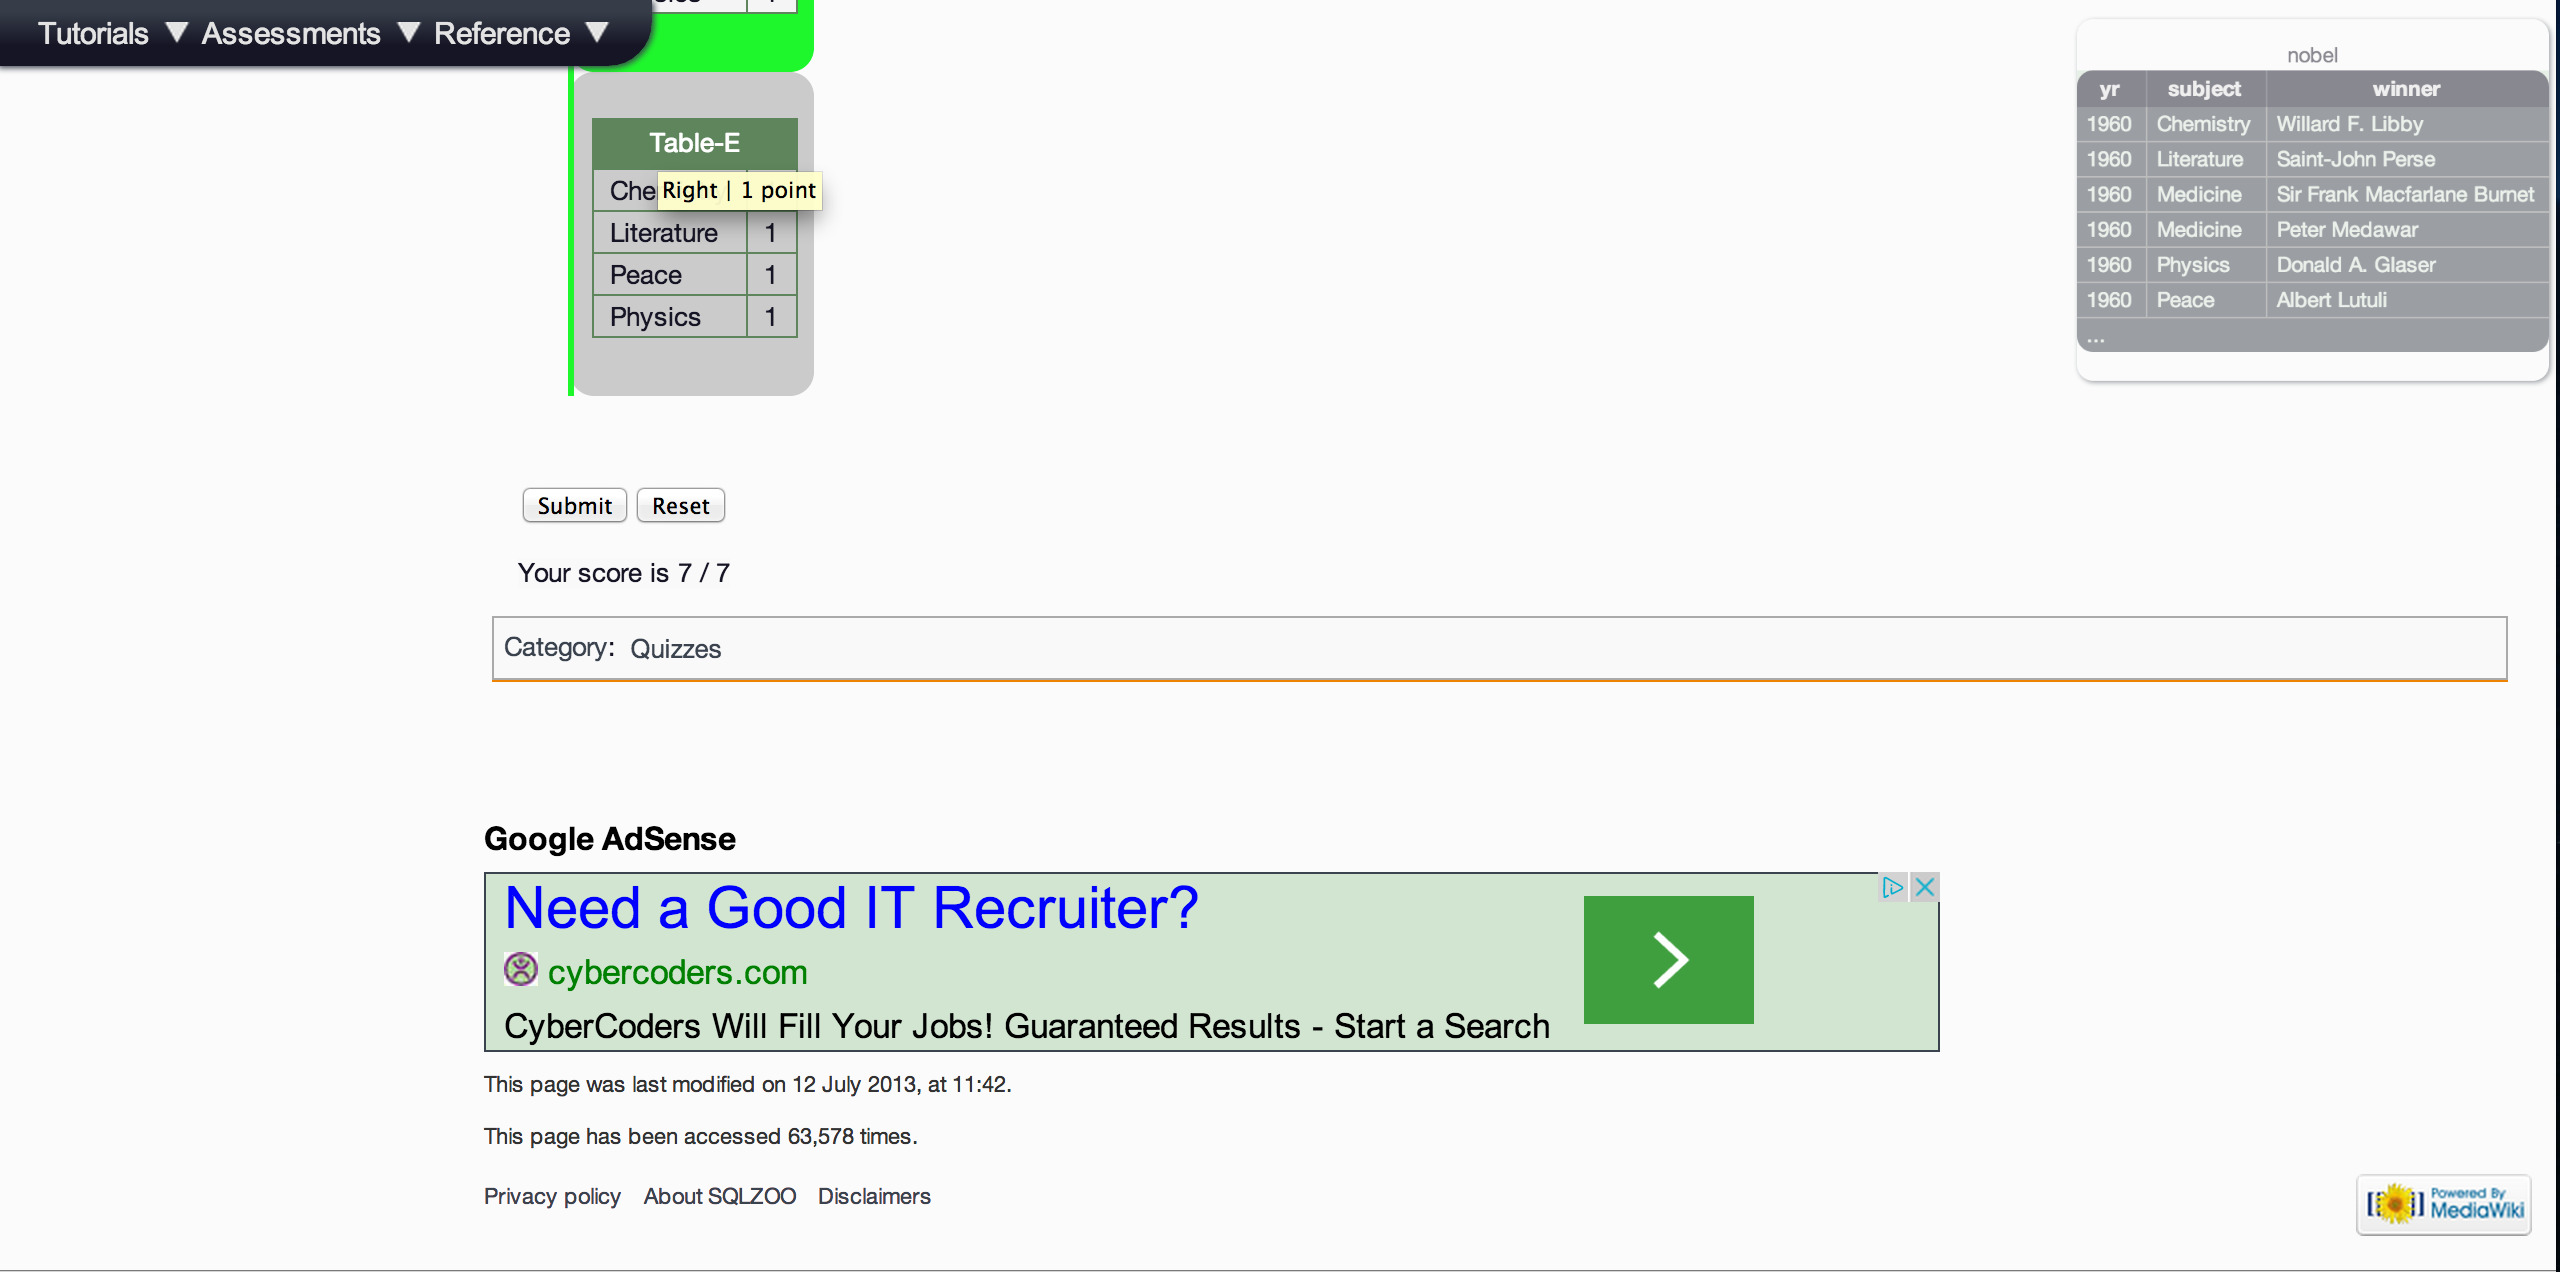 Tutorials ▼ Assessments ▼ Reference ▼
nobel
yr subject winner
1960 Chemistry Willard F. Libby
1960 Literature Saint-John Perse
1960 Medicine Sir Frank Macfarlane Burnet
1960 Medicine Peter Medawar
1960 Physics Donald A. Glaser
1960 Peace Albert Lutuli
...
Table-E
Che
Right | 1 point
Literature 1
Peace 1
Physics 1
Submit Reset
Your score is 7 / 7
Category: Quizzes
Google AdSense
Need a Good IT Recruiter?
cybercoders.com
CyberCoders Will Fill Your Jobs! Guaranteed Results - Start a Search
This page was last modified on 12 July 2013, at 11:42.
This page has been accessed 63,578 times.
Privacy policy About SQLZOO Disclaimers
Powered By
MediaWiki